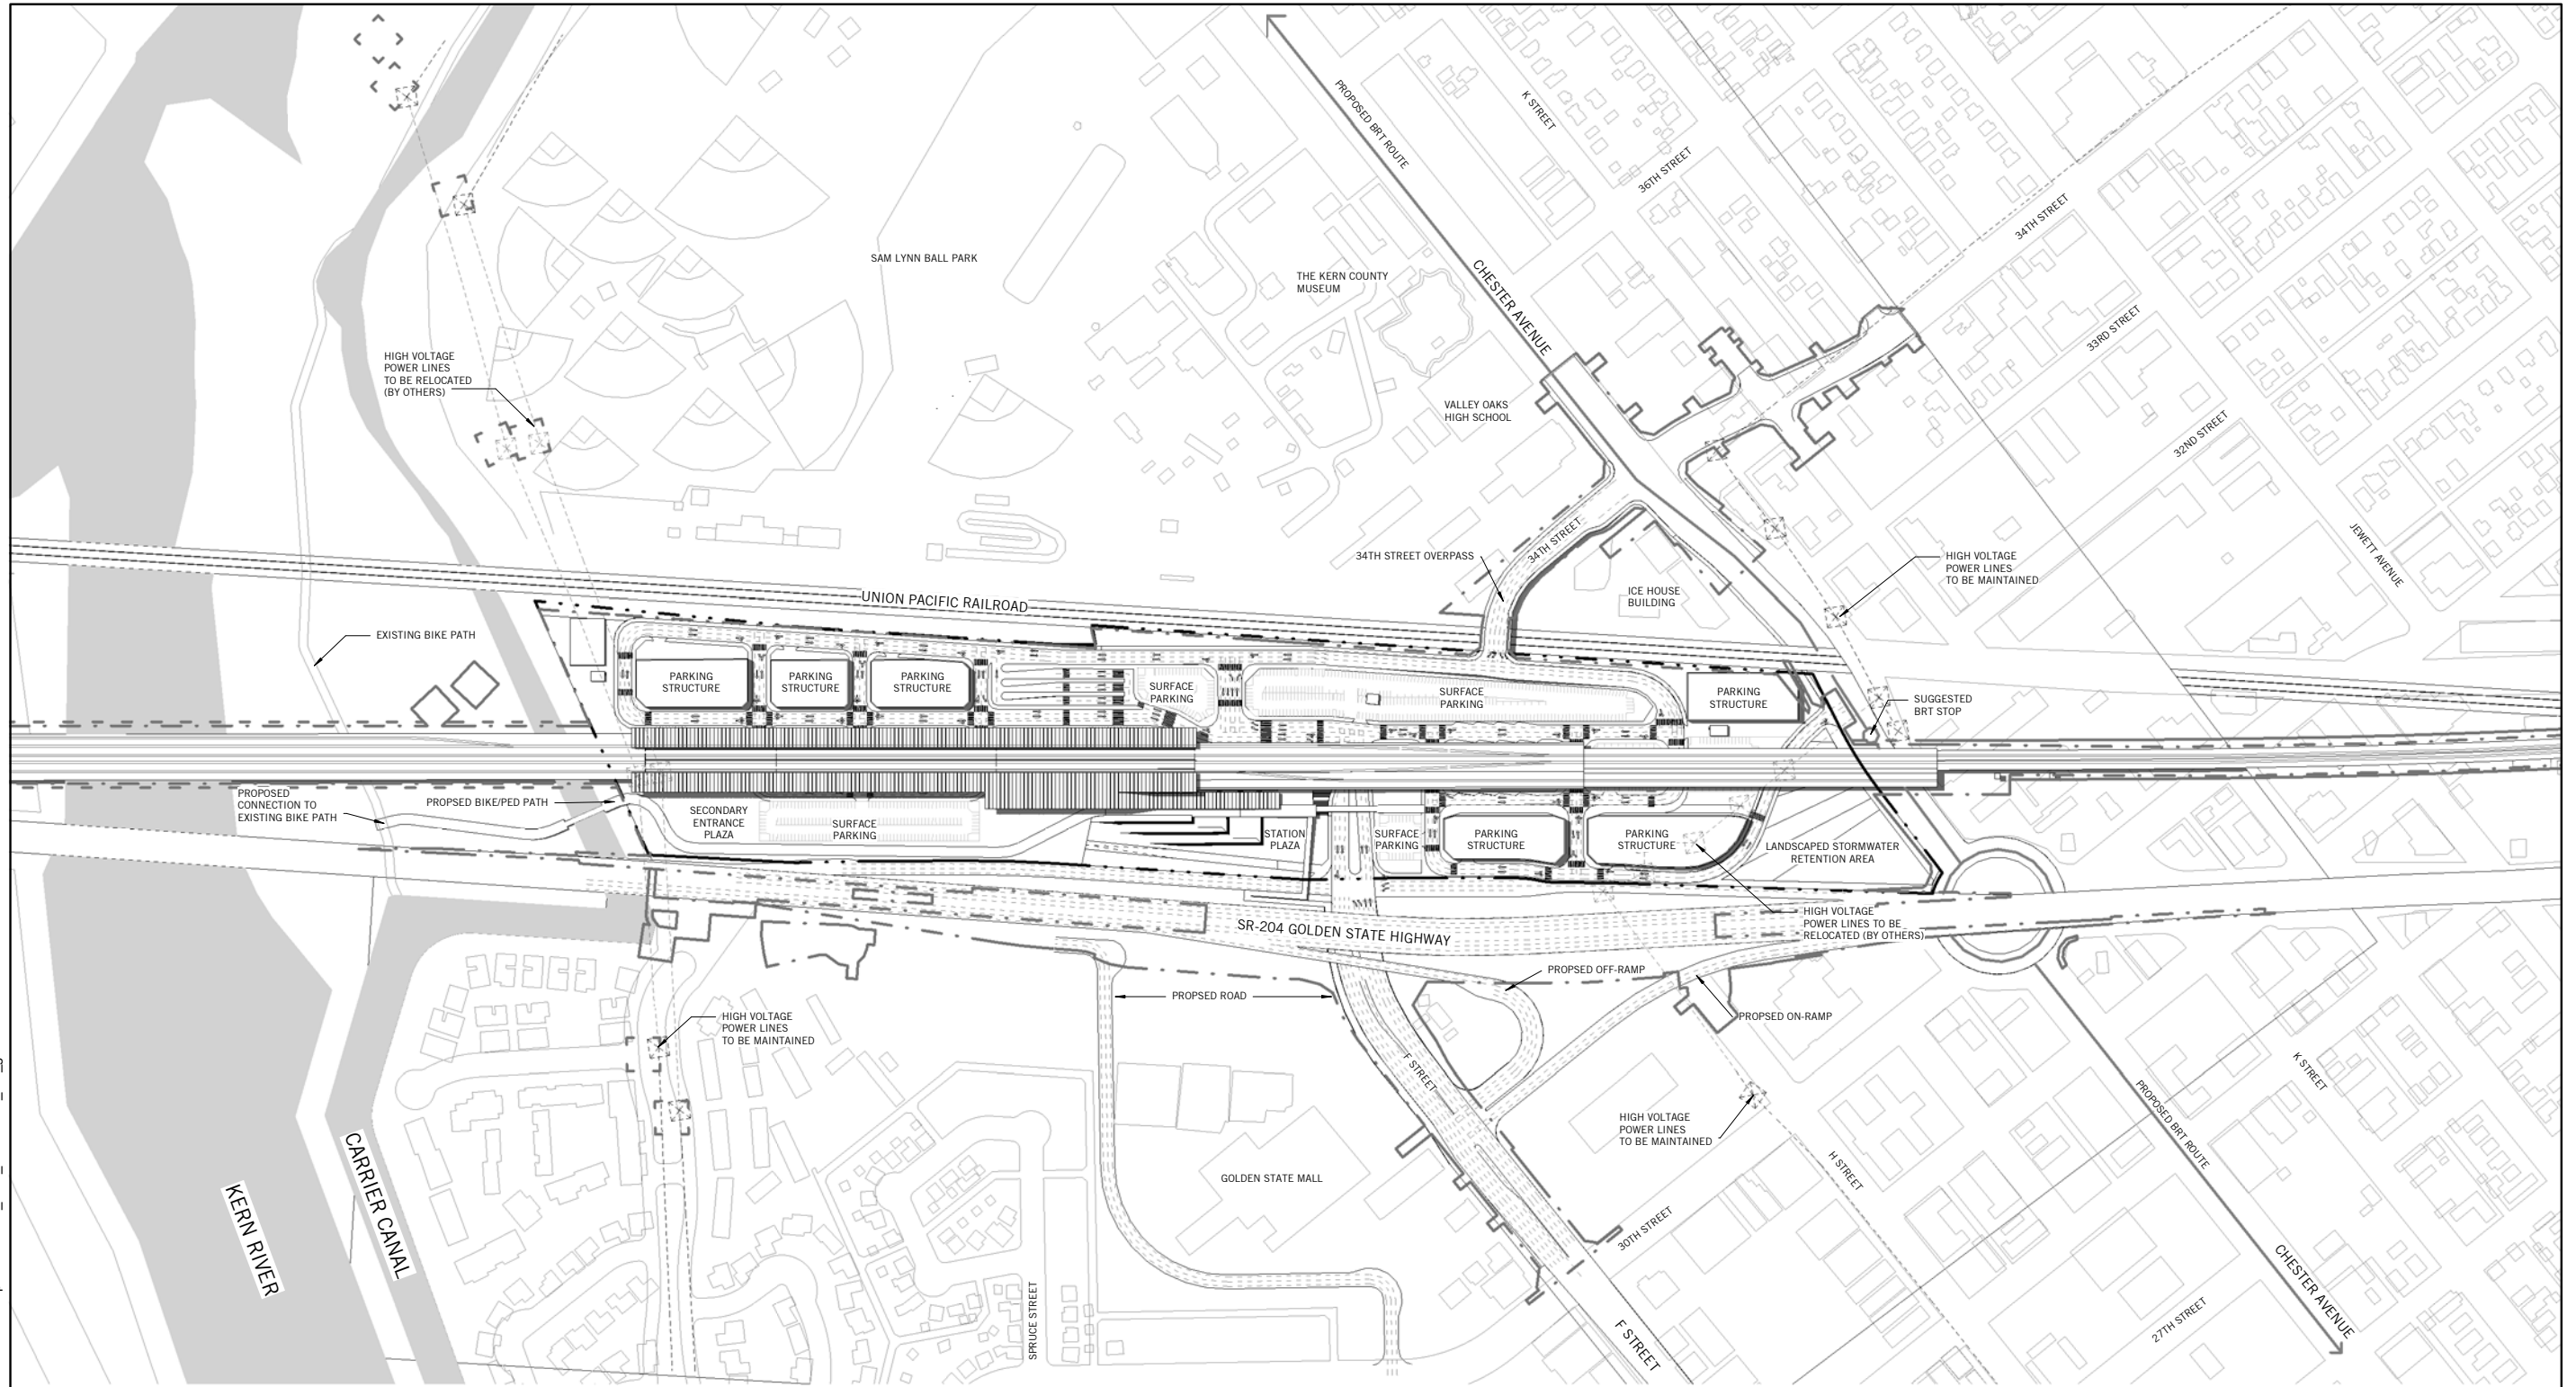 PROPOSED BRT ROUTE
K STREET
36TH STREET
34TH STREET
SAM LYNN BALL PARK
THE KERN COUNTY
MUSEUM
CHESTER AVENUE
33RD STREET
HIGH VOLTAGE
POWER LINES
TO BE RELOCATED
(BY OTHERS)
VALLEY OAKS
HIGH SCHOOL
32ND STREET
JEWETT AVENUE
34TH STREET OVERPASS
34TH STREET
HIGH VOLTAGE
POWER LINES
TO BE MAINTAINED
ICE HOUSE
BUILDING
UNION PACIFIC RAILROAD
EXISTING BIKE PATH
PARKING
STRUCTURE
PARKING
STRUCTURE
PARKING
STRUCTURE
SURFACE
PARKING
SURFACE
PARKING
PARKING
STRUCTURE
SUGGESTED
BRT STOP
PROPOSED
CONNECTION TO
EXISTING BIKE PATH
PROPSED BIKE/PED PATH
SECONDARY
ENTRANCE
PLAZA
SURFACE
PARKING
STATION
PLAZA
SURFACE
PARKING
PARKING
STRUCTURE
PARKING
STRUCTURE
LANDSCAPED STORMWATER
RETENTION AREA
SR-204 GOLDEN STATE HIGHWAY
HIGH VOLTAGE
POWER LINES TO BE
RELOCATED (BY OTHERS)
PROPSED OFF-RAMP
PROPSED ROAD
PROPSED ON-RAMP
HIGH VOLTAGE
POWER LINES
TO BE MAINTAINED
F STREET
K STREET
HIGH VOLTAGE
POWER LINES
TO BE MAINTAINED
PROPOSED BRT ROUTE
H STREET
CARRIER CANAL
KERN RIVER
GOLDEN STATE MALL
30TH STREET
SPRUCE STREET
CHESTER AVENUE
27TH STREET
F STREET